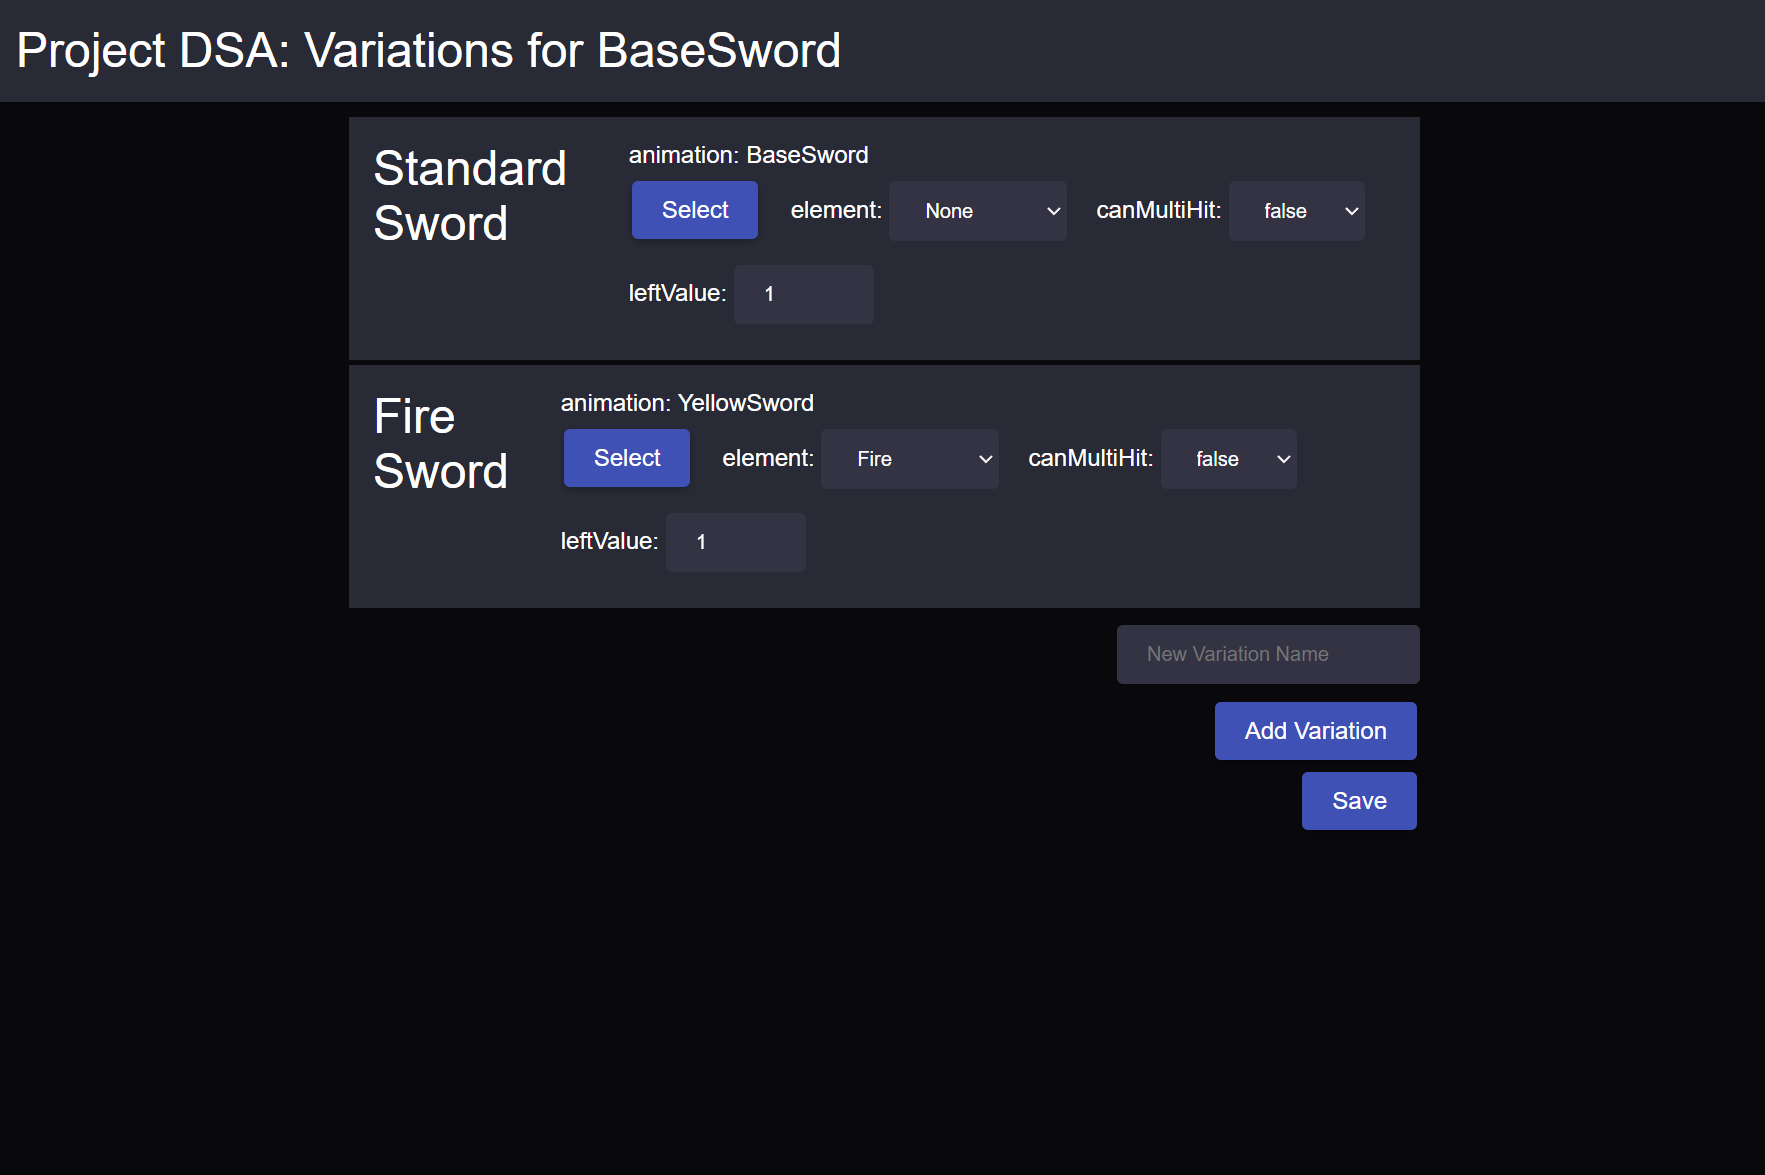 Project DSA: Variations for BaseSword
Standard
Sword
animation: BaseSword
Select element: None canMultiHit: false
leftValue: 1
Fire
Sword
animation: YellowSword
Select element: Fire canMultiHit: false
leftValue: 1
New Variation Name
Add Variation
Save